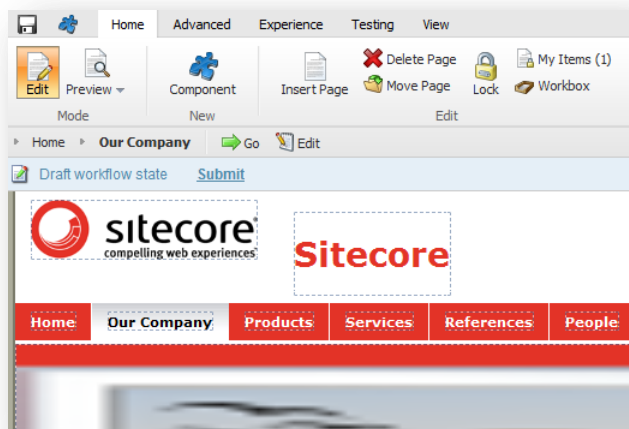 Home Advanced Experience Testing View
Edit Preview Component Insert Page Delete Page Move Page Lock My Items (1) Workbox
Mode New Edit
Home Our Company Go Edit
Draft workflow state Submit
sitecore
compelling web experiences
Sitecore
Home Our Company Products Services References People